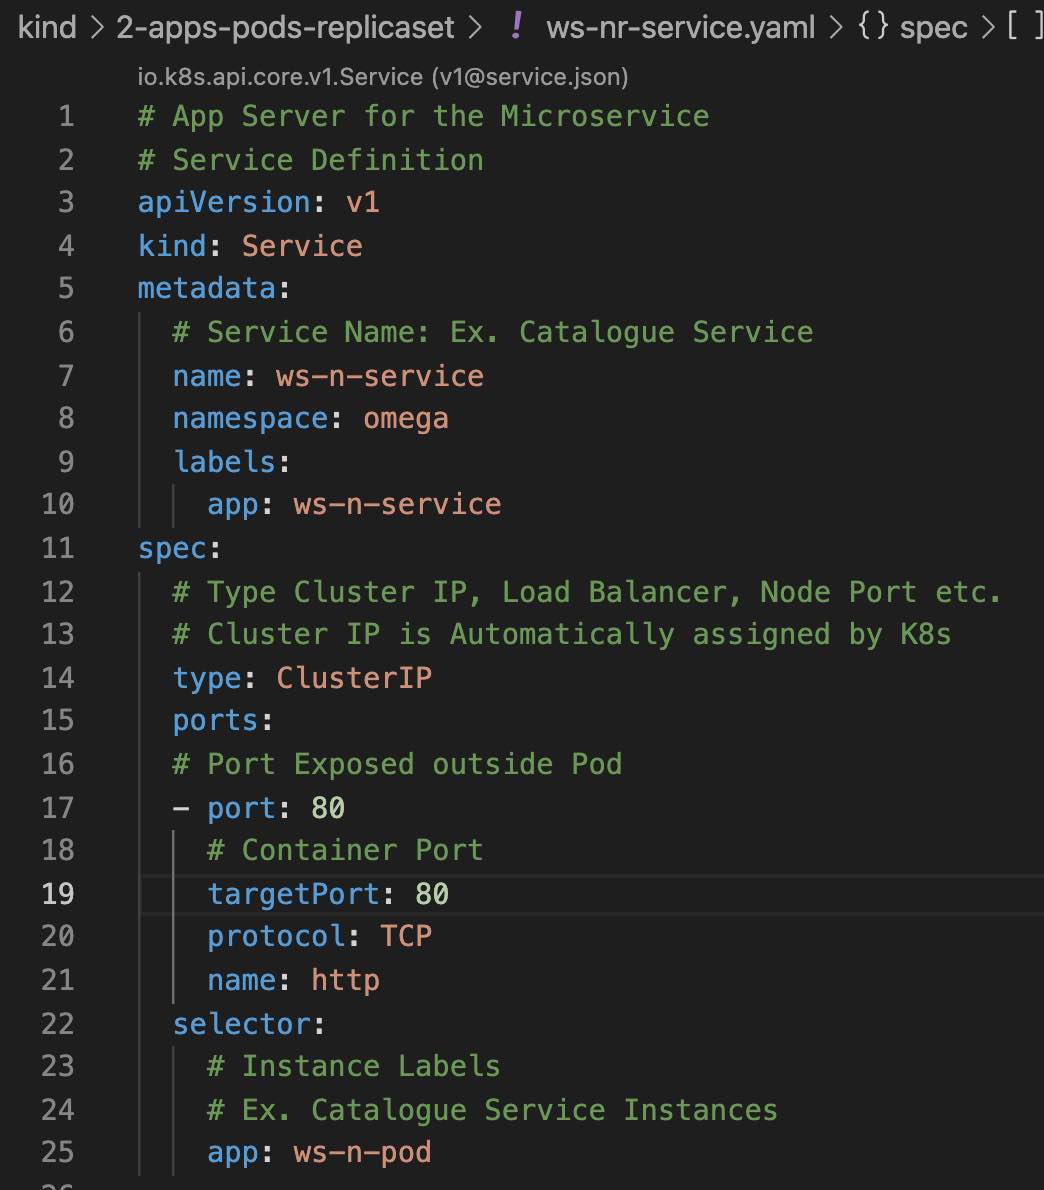 kind > 2-apps-pods-replicaset > ! ws-nr-service.yaml > {} spec > [ ]
io.k8s.api.core.v1.Service (v1@service.json)
1 # App Server for the Microservice
2 # Service Definition
3 apiVersion: v1
4 kind: Service
5 metadata:
6   # Service Name: Ex. Catalogue Service
7   name: ws-n-service
8   namespace: omega
9   labels:
10     app: ws-n-service
11 spec:
12   # Type Cluster IP, Load Balancer, Node Port etc.
13   # Cluster IP is Automatically assigned by K8s
14   type: ClusterIP
15   ports:
16   # Port Exposed outside Pod
17   - port: 80
18     # Container Port
19     targetPort: 80
20     protocol: TCP
21     name: http
22   selector:
23     # Instance Labels
24     # Ex. Catalogue Service Instances
25     app: ws-n-pod